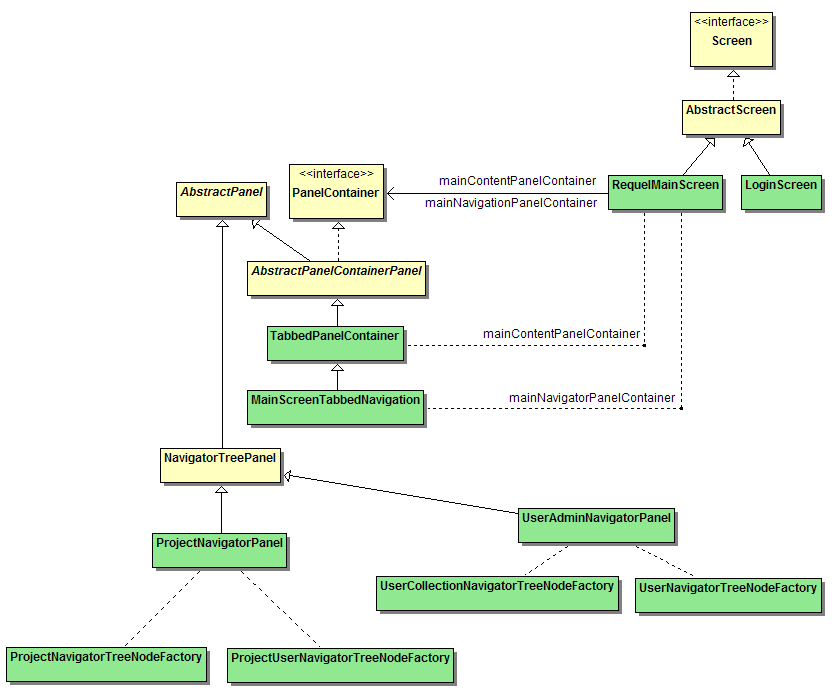 <<interface>>
Screen
AbstractScreen
<<interface>>
PanelContainer
AbstractPanel
mainContentPanelContainer
mainNavigationPanelContainer
RequelMainScreen
LoginScreen
AbstractPanelContainerPanel
TabbedPanelContainer
mainContentPanelContainer
MainScreenTabbedNavigation
mainNavigatorPanelContainer
NavigatorTreePanel
UserAdminNavigatorPanel
ProjectNavigatorPanel
UserCollectionNavigatorTreeNodeFactory
UserNavigatorTreeNodeFactory
ProjectNavigatorTreeNodeFactory
ProjectUserNavigatorTreeNodeFactory